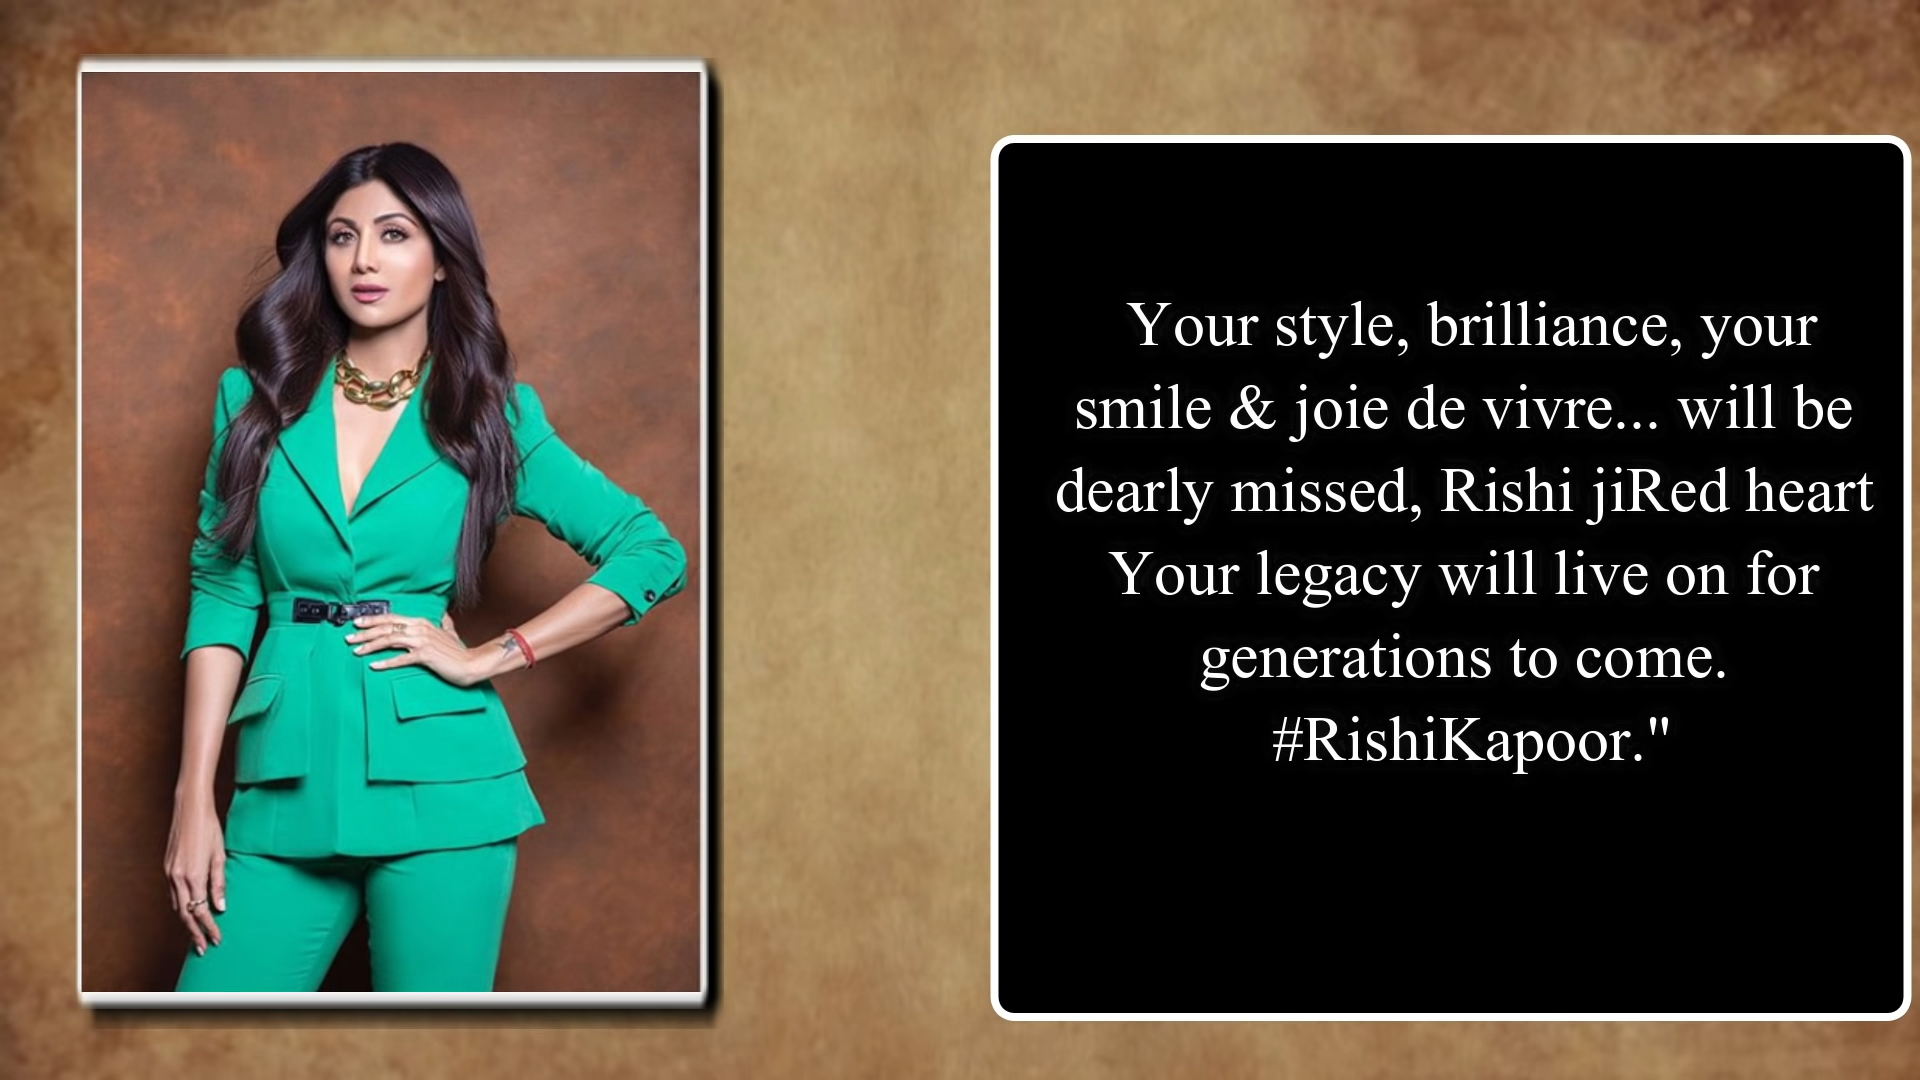 Your style, brilliance, your
smile & joie de vivre... will be
dearly missed, Rishi jiRed heart
Your legacy will live on for
generations to come.
#RishiKapoor."